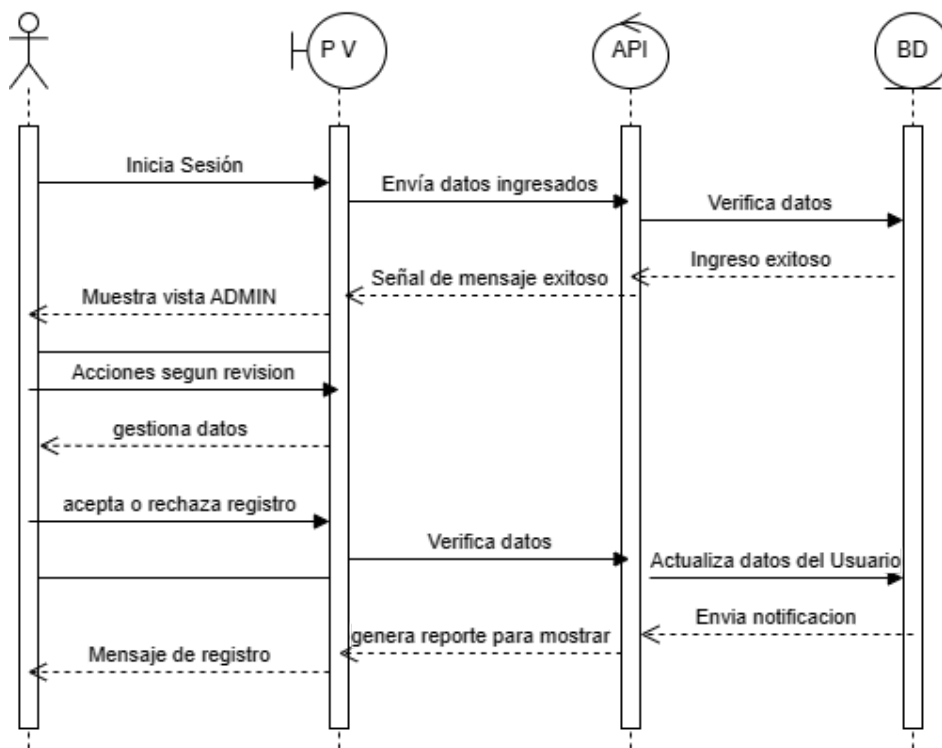 P V
API
BD
Inicia Sesión
Envía datos ingresados
Verifica datos
Ingreso exitoso
Señal de mensaje exitoso
Muestra vista ADMIN
Acciones segun revision
gestiona datos
acepta o rechaza registro
Verifica datos
Actualiza datos del Usuario
Envia notificacion
genera reporte para mostrar
Mensaje de registro